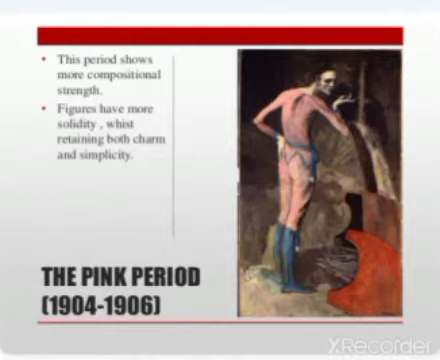 • This period shows
more compositional
strength.
• Figures have more
solidity , whist
retaining both charm
and simplicity.
THE PINK PERIOD
(1904-1906)
XRecorder